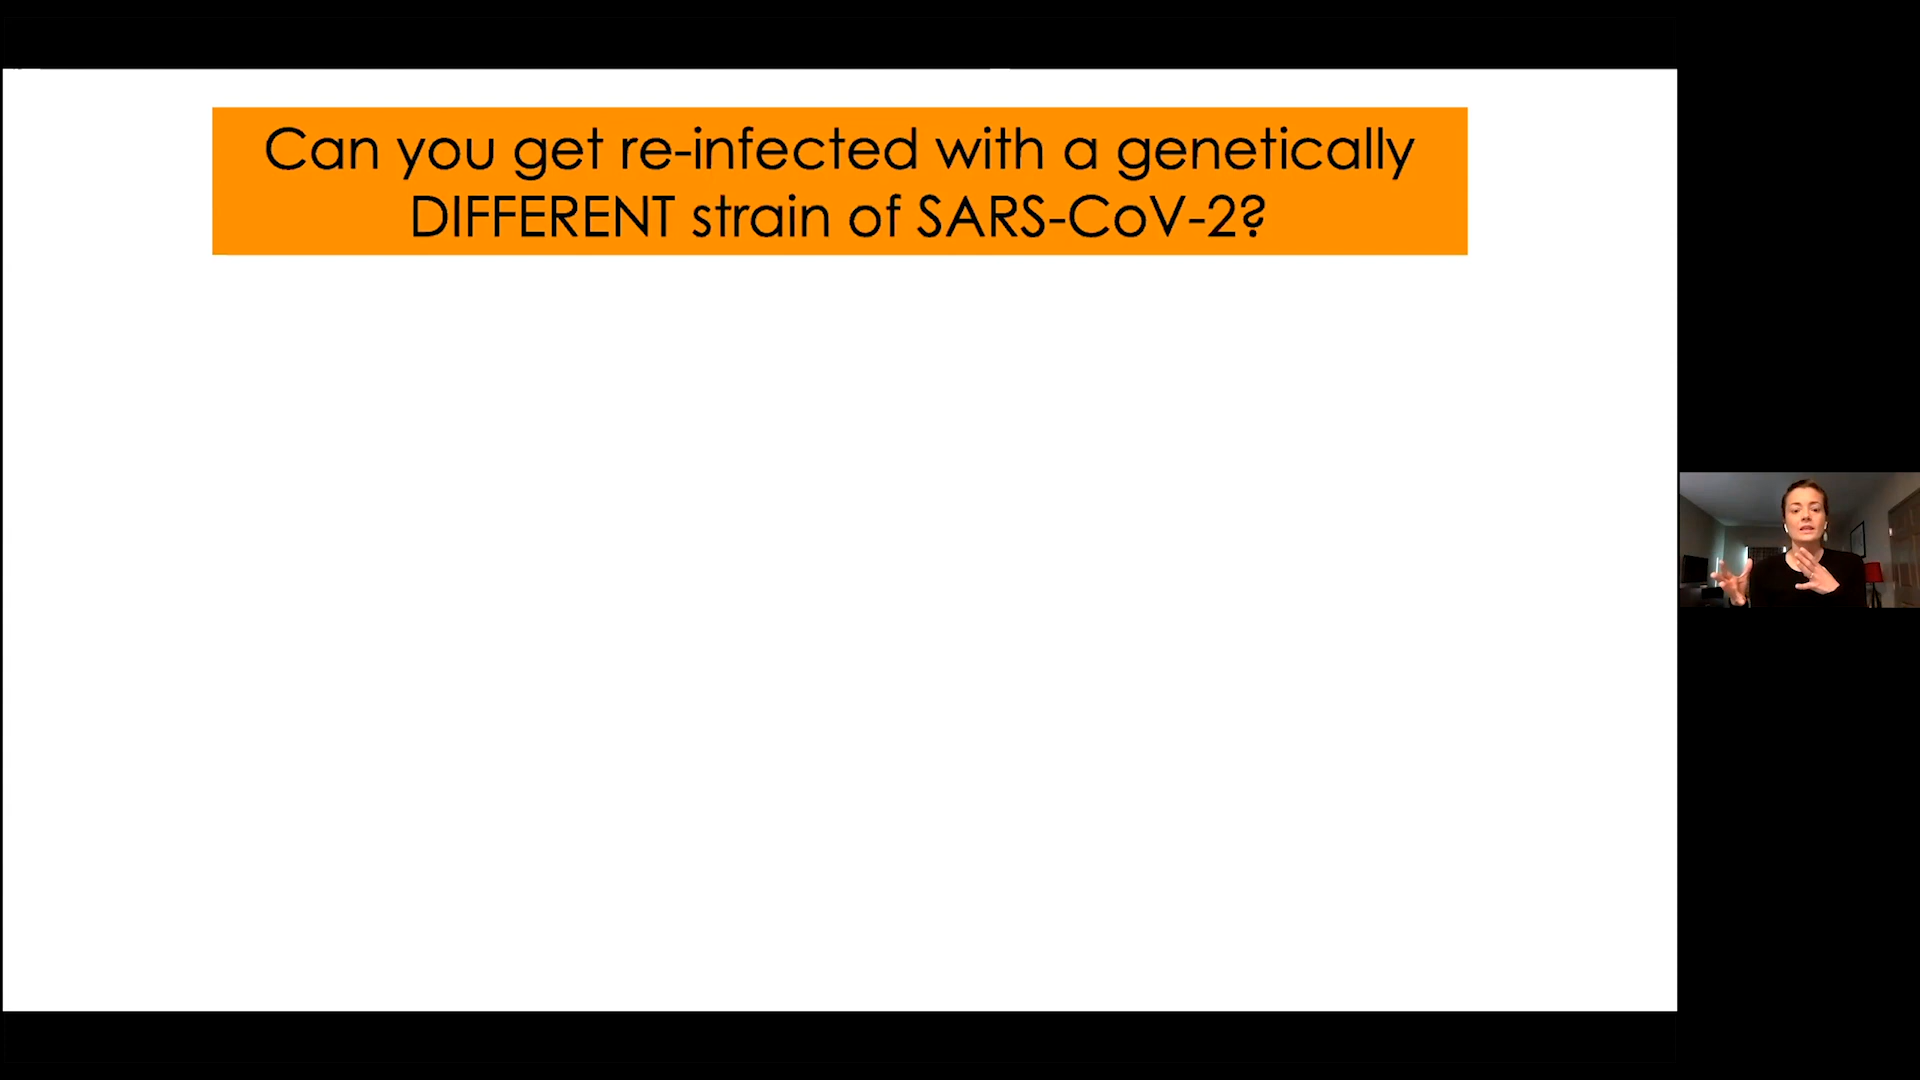 Can you get re-infected with a genetically
DIFFERENT strain of SARS-CoV-2?